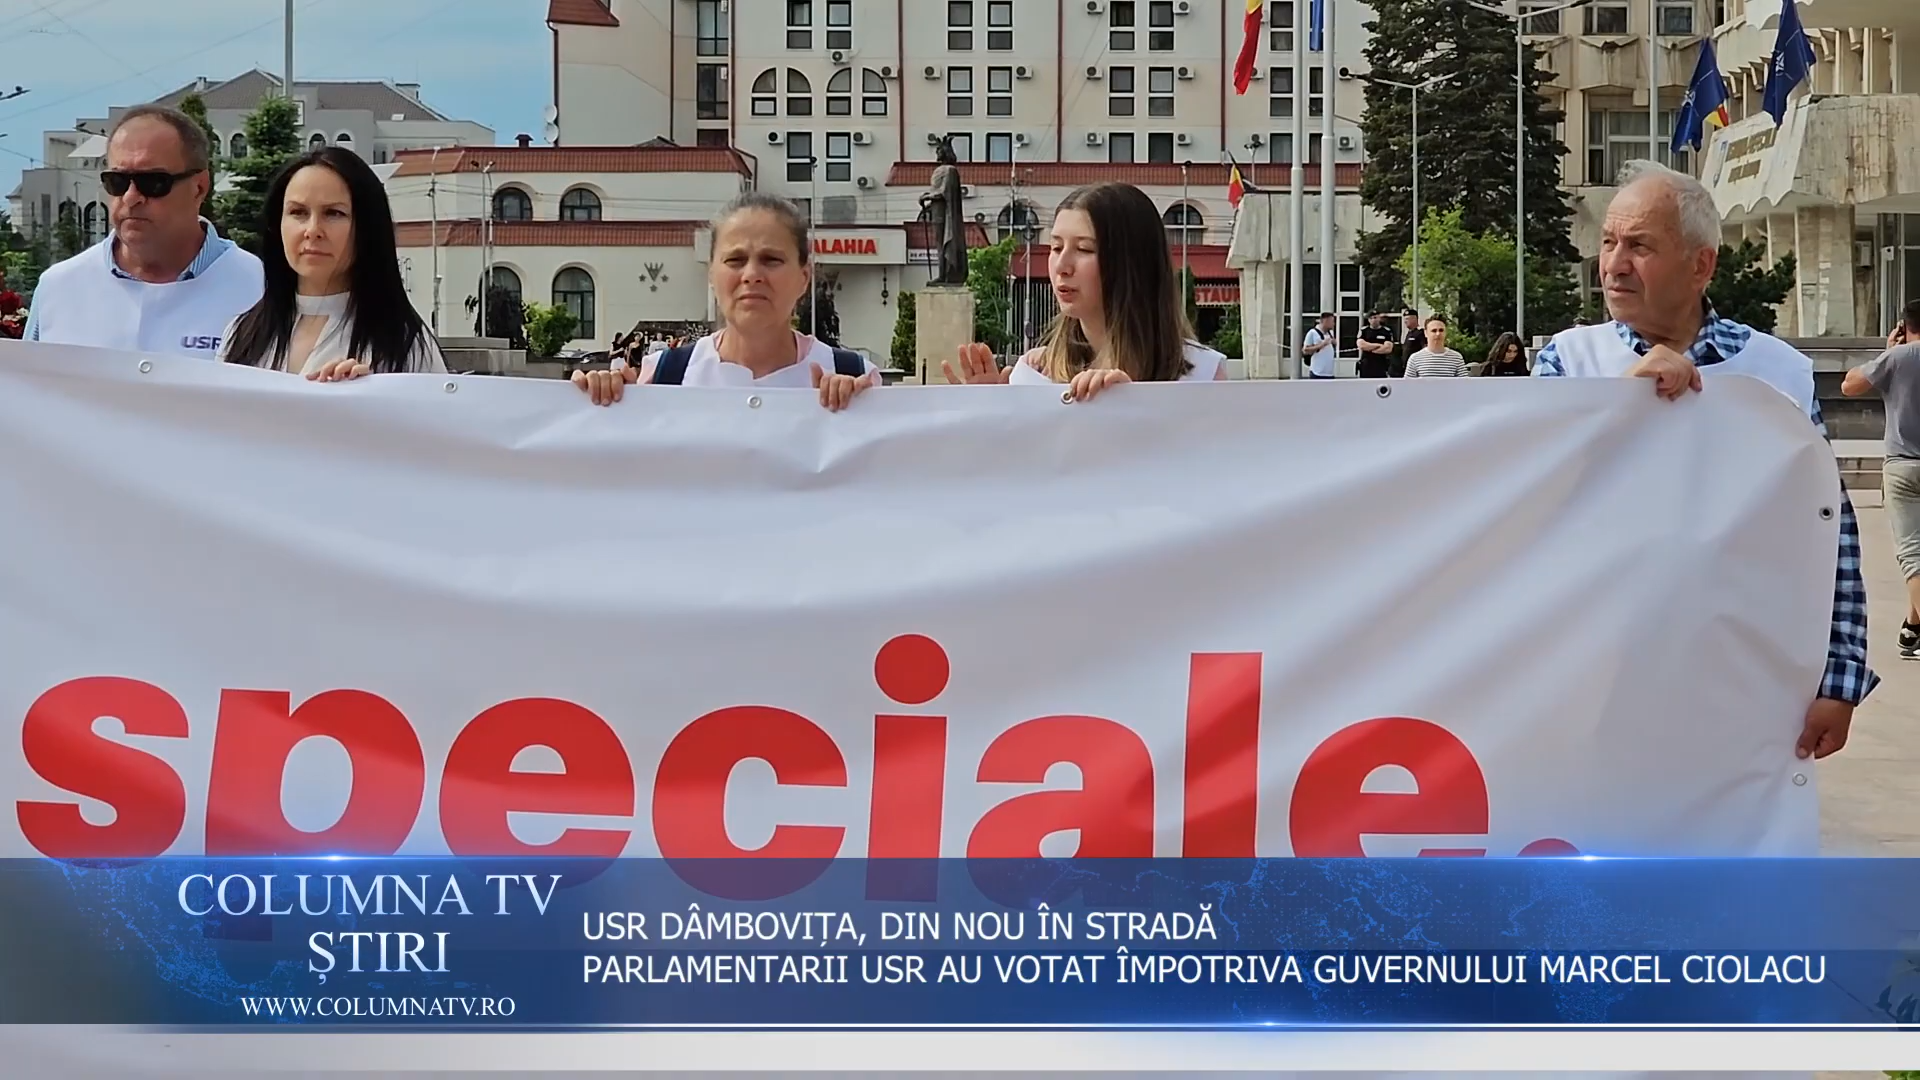 ALAHIA
USR
speciale.
COLUMNA TV
ȘTIRI
WWW.COLUMNATV.RO
USR DÂMBOVIȚA, DIN NOU ÎN STRADĂ
PARLAMENTARII USR AU VOTAT ÎMPOTRIVA GUVERNULUI MARCEL CIOLACU